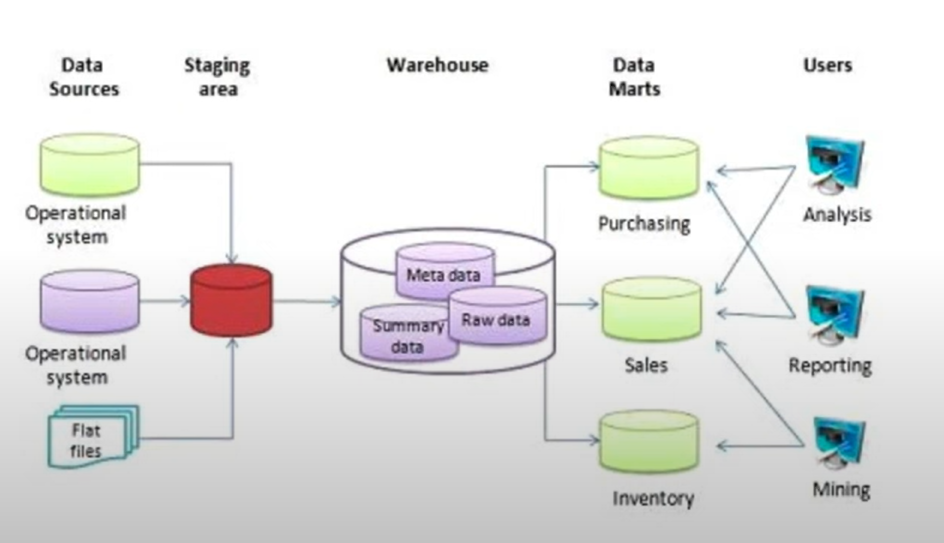 Data
Sources
Staging
area
Warehouse
Data
Marts
Users
Operational
system
Operational
system
Flat
files
Meta data
Summary
data
Raw data
Purchasing
Sales
Inventory
Analysis
Reporting
Mining